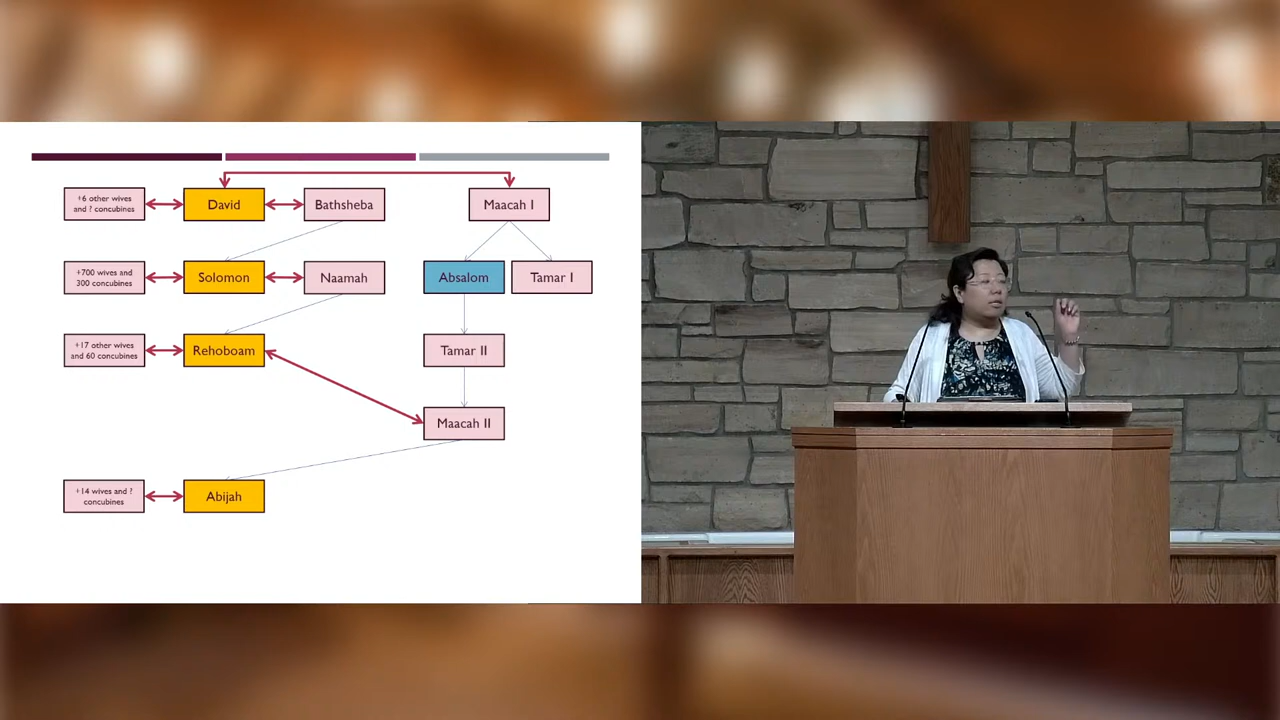 +6 other wives
and ? concubines
David
Bathsheba
Maacah I
+700 wives and
300 concubines
Solomon
Naamah
Absalom
Tamar I
+17 other wives
and 60 concubines
Rehoboam
Tamar II
Maacah II
+14 wives and ?
concubines
Abijah